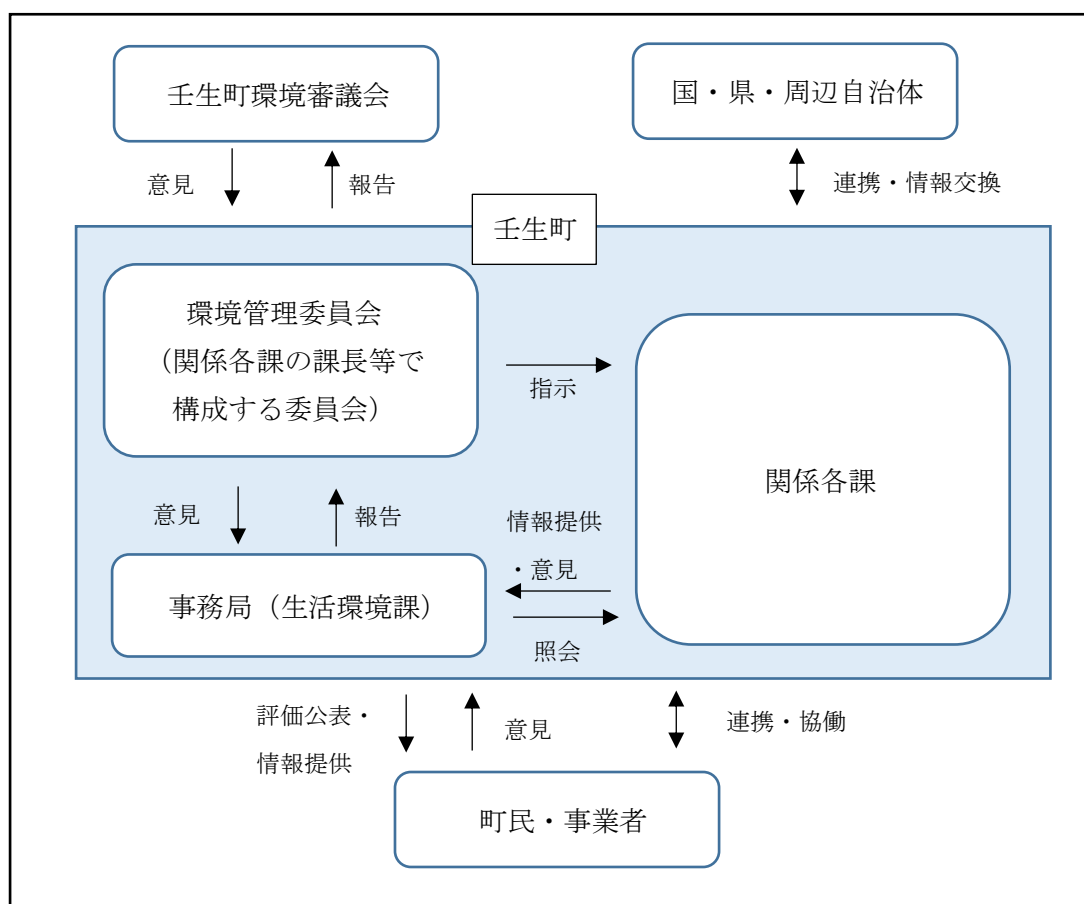 壬生町環境審議会
国・県・周辺自治体
意見
報告
連携・情報交換
壬生町
環境管理委員会
（関係各課の課長等で
構成する委員会）
指示
関係各課
意見
報告
情報提供
・意見
事務局（生活環境課）
照会
評価公表・
情報提供
意見
連携・協働
町民・事業者